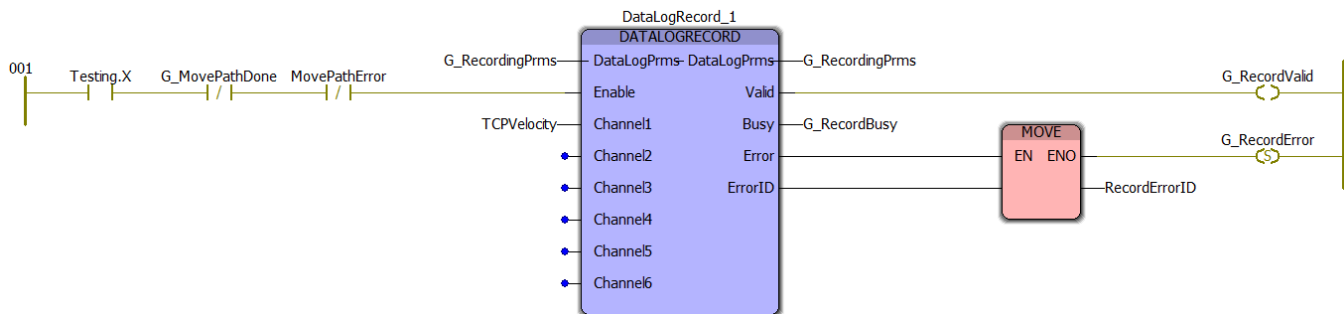 DataLogRecord_1
DATALOGRECORD
G_RecordingPrms DataLogPrms DataLogPrms G_RecordingPrms
001 Testing.X G_MovePathDone MovePathError Enable Valid G_RecordValid
/ /
TCPVelocity Channel1 Busy G_RecordBusy MOVE
Channel2 Error EN ENO G_RecordError
S
Channel3 ErrorID RecordErrorID
Channel4
Channel5
Channel6